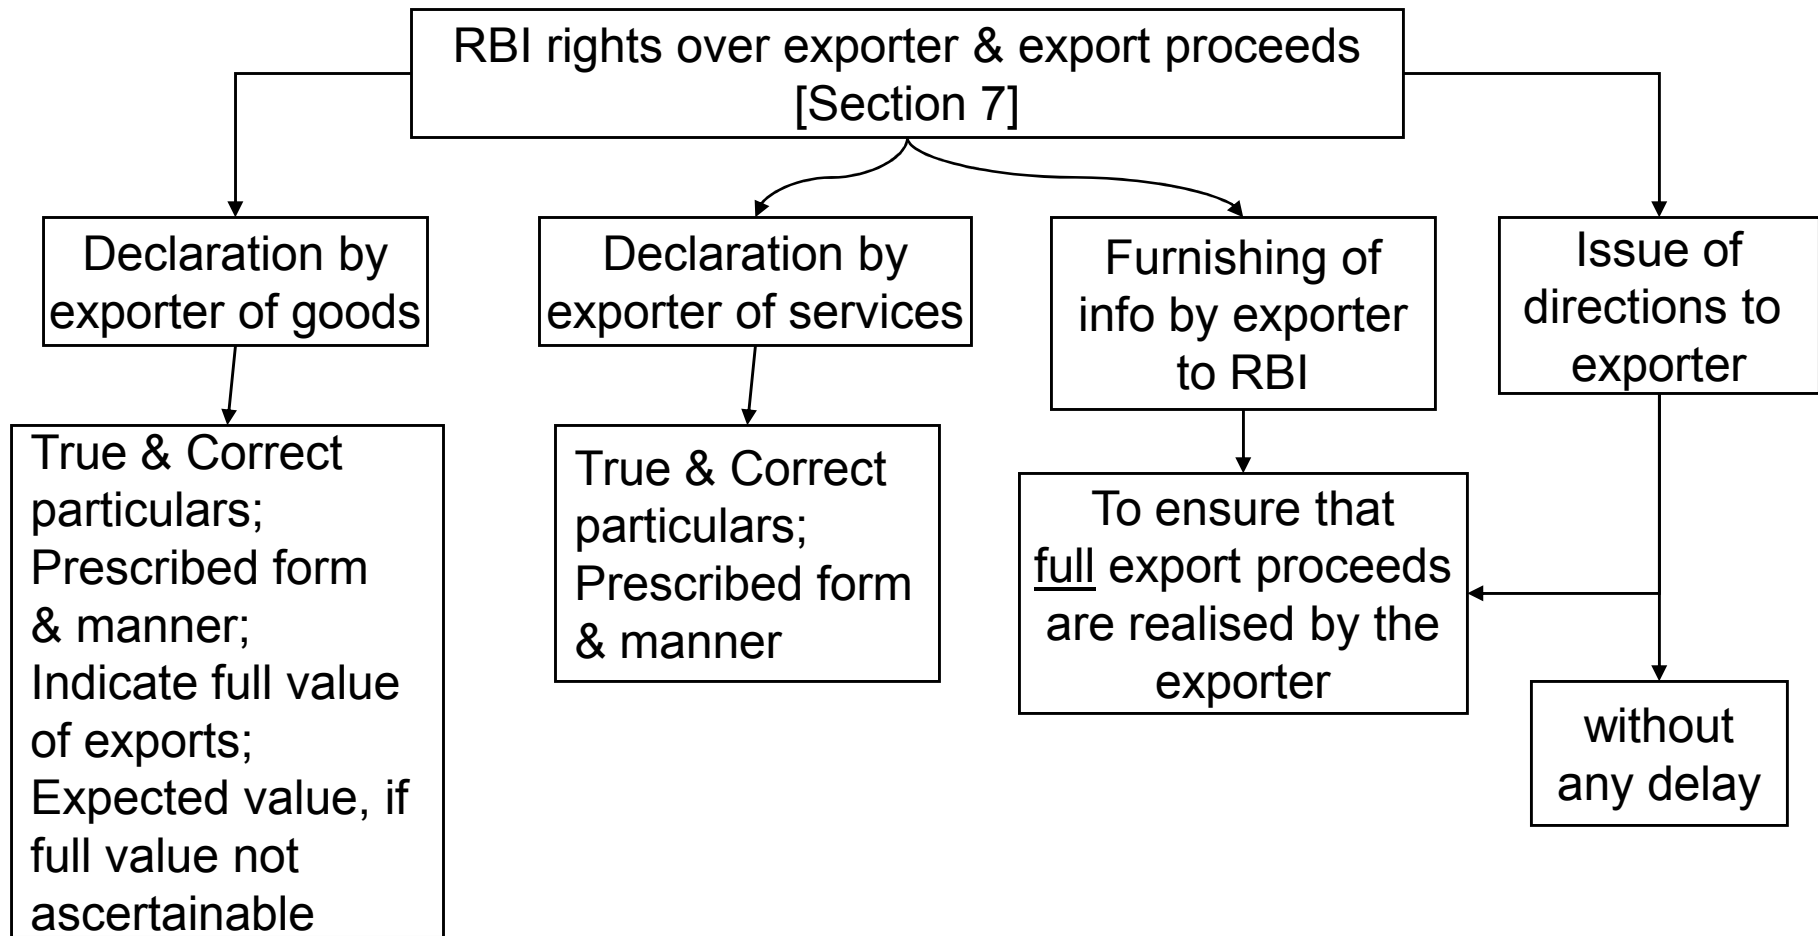 RBI rights over exporter & export proceeds
[Section 7]
Declaration by
exporter of goods
Declaration by
exporter of services
Furnishing of
info by exporter
to RBI
Issue of
directions to
exporter
True & Correct
particulars;
Prescribed form
& manner;
Indicate full value
of exports;
Expected value, if
full value not
ascertainable
True & Correct
particulars;
Prescribed form
& manner
To ensure that
full export proceeds
are realised by the
exporter
without
any delay